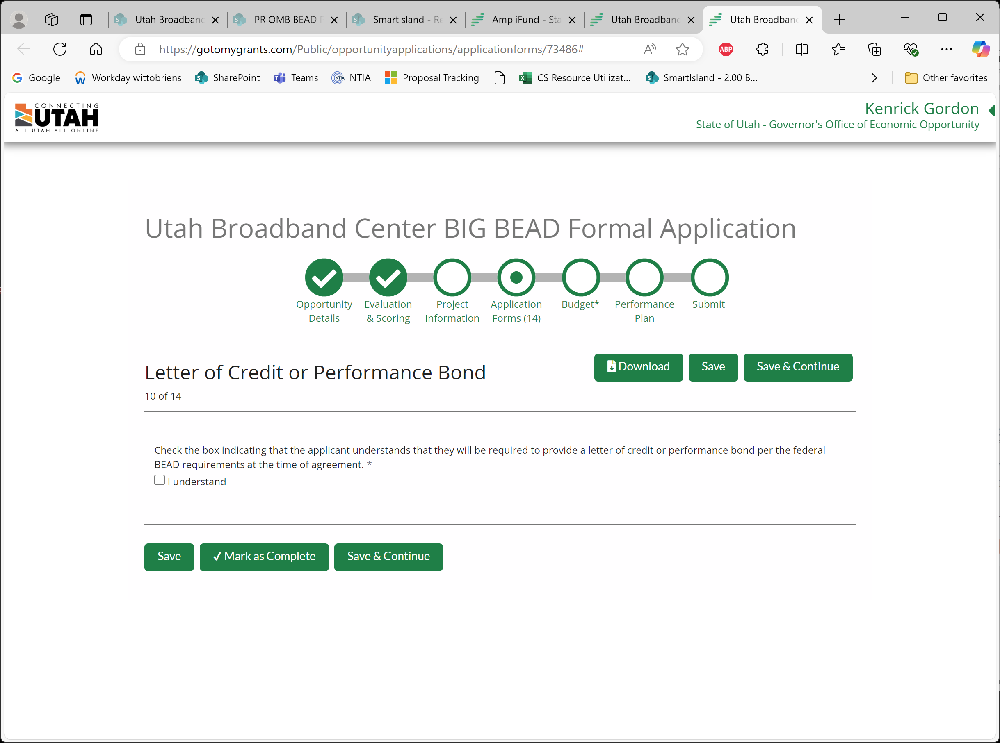 Utah Broadband
PR OMB BEAD
SmartIsland - Re
AmpliFund - Sta
Utah Broadband
Utah Broadband
https://gotomygrants.com/Public/opportunityapplications/applicationforms/73486#
ABP
Google
Workday wittobriens
SharePoint
Teams
NTIA
Proposal Tracking
CS Resource Utilizat...
SmartIsland - 2.00 B...
Other favorites
CONNECTING
UTAH
ALL UTAH ALL ONLINE
Kenrick Gordon
State of Utah - Governor's Office of Economic Opportunity
Utah Broadband Center BIG BEAD Formal Application
Opportunity
Details
Evaluation
& Scoring
Project
Information
Application
Forms (14)
Budget*
Performance
Plan
Submit
Letter of Credit or Performance Bond
Download
Save
Save & Continue
10 of 14
Check the box indicating that the applicant understands that they will be required to provide a letter of credit or performance bond per the federal
BEAD requirements at the time of agreement. *
I understand
Save
Mark as Complete
Save & Continue